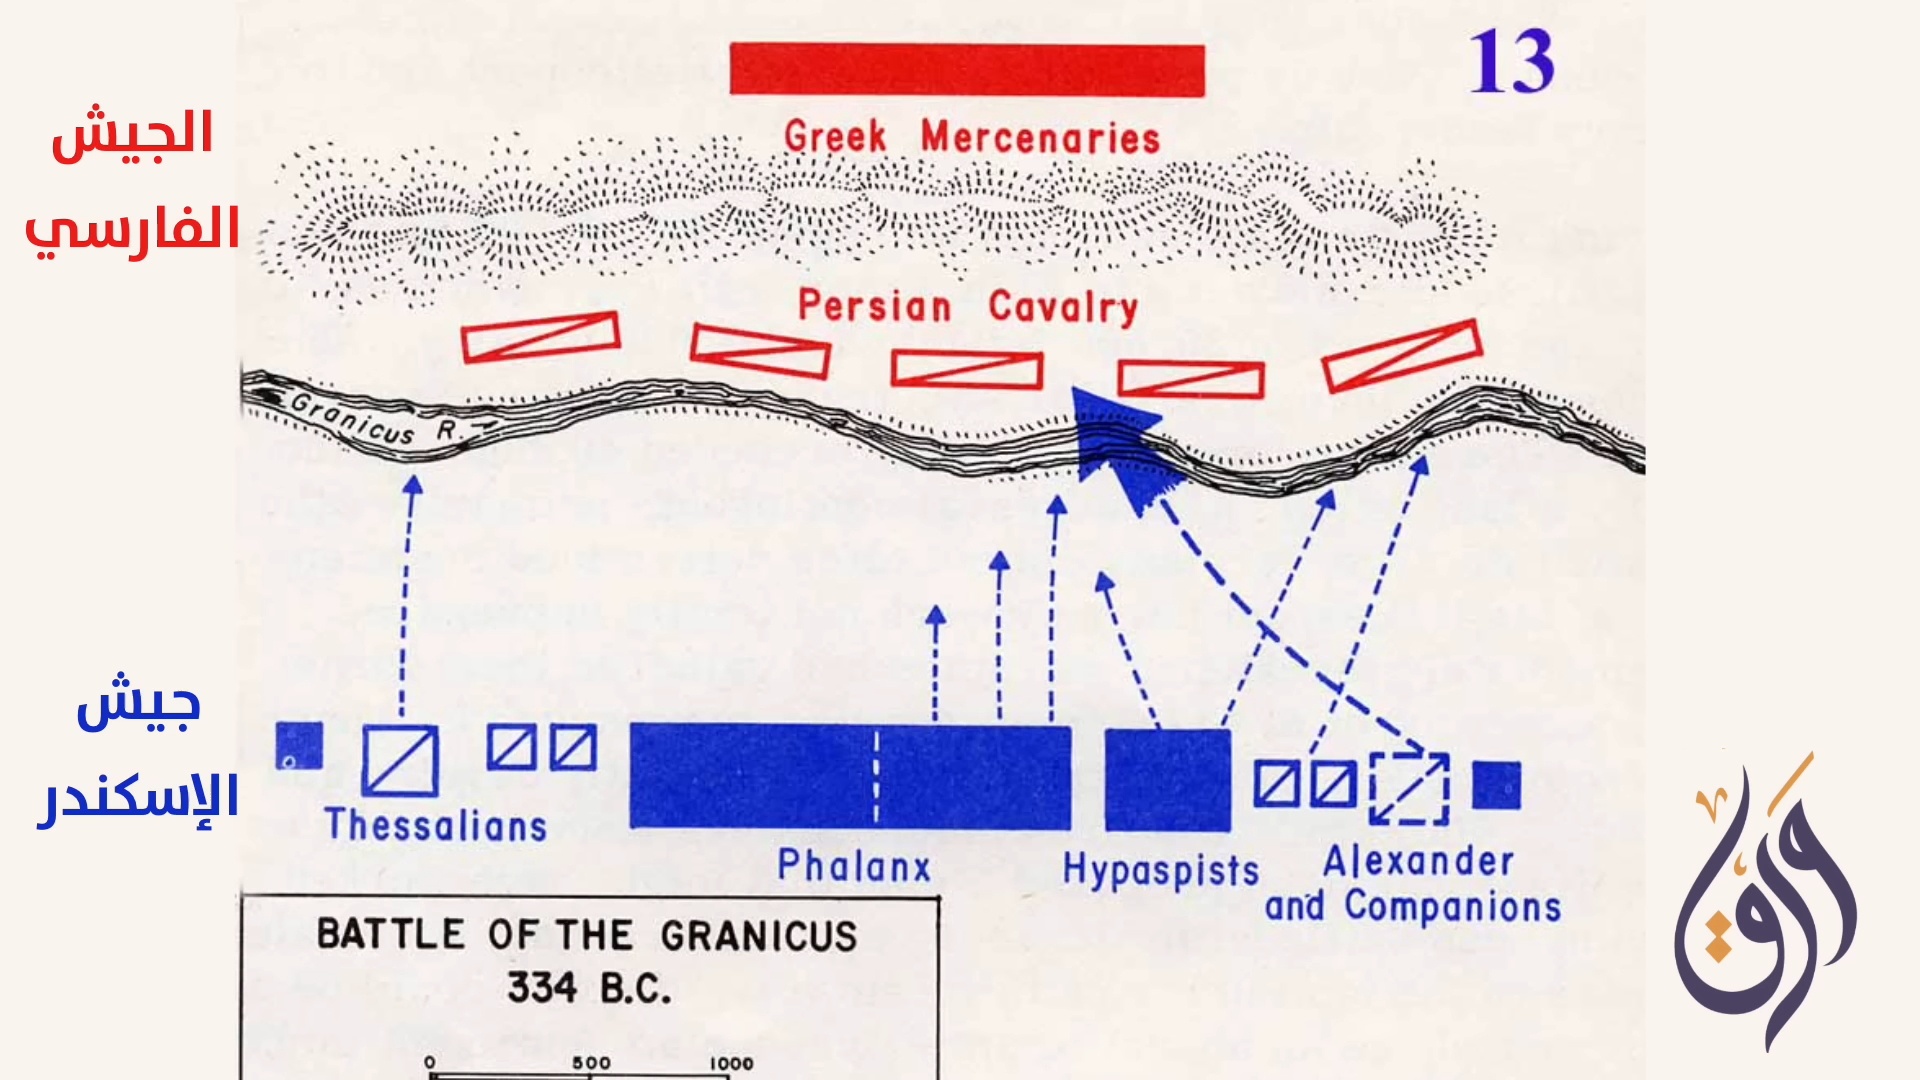 13
الجيش
الفارسي
Greek Mercenaries
Persian Cavalry
Granicus R.
جيش
الإسكندر
Thessalians
Phalanx
Hypaspists
Alexander
and Companions
BATTLE OF THE GRANICUS
334 B.C.
0 500 1000
ورق